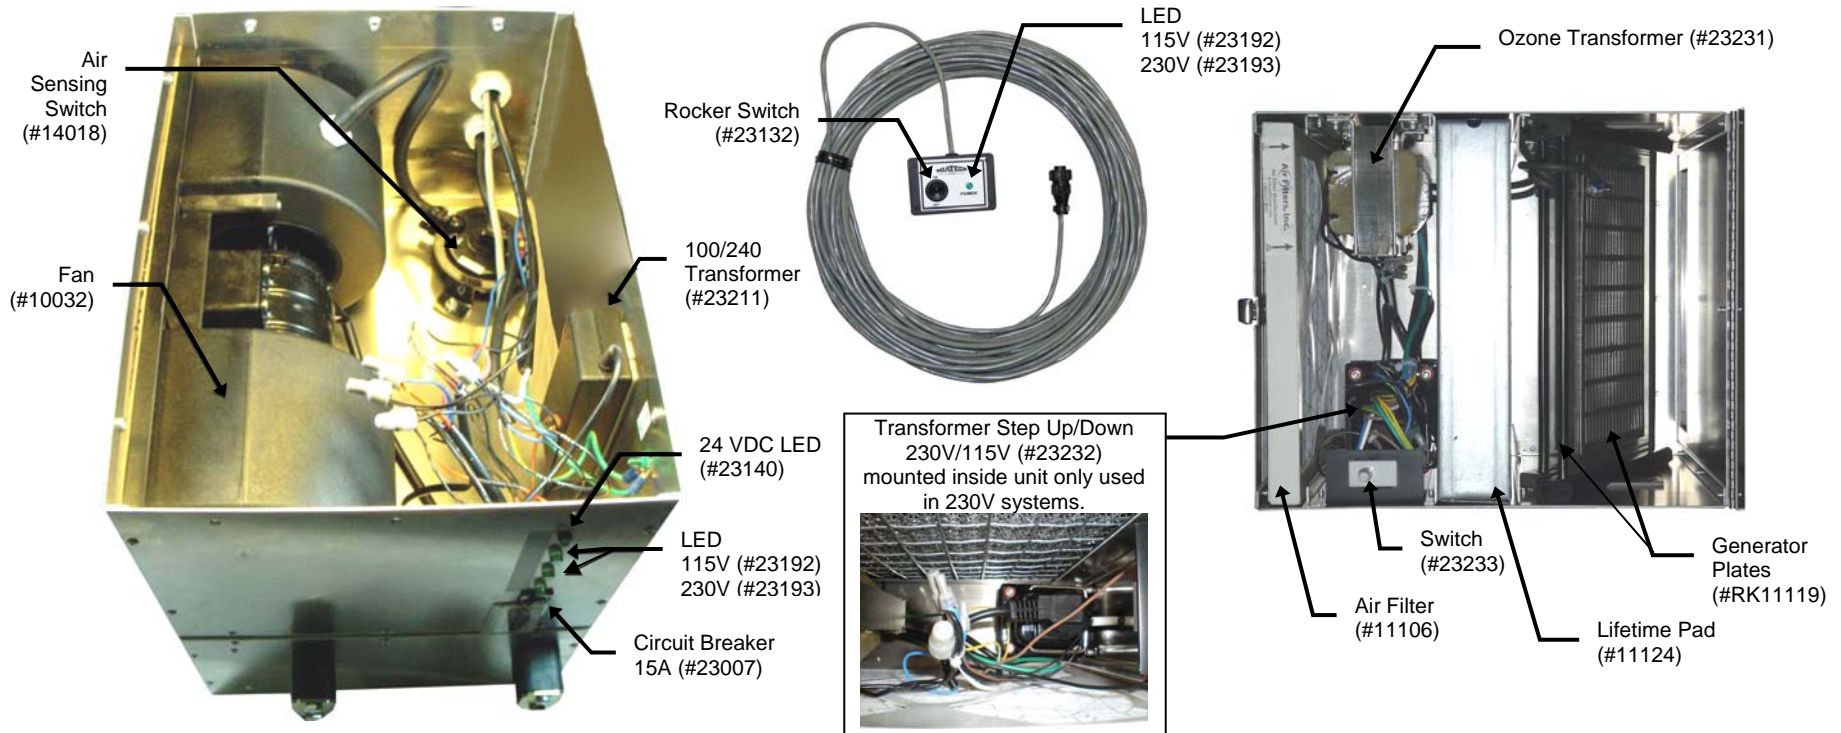 Air
Sensing
Switch
(#14018)
Fan
(#10032)
100/240
Transformer
(#23211)
24 VDC LED
(#23140)
LED
115V (#23192)
230V (#23193)
Circuit Breaker
15A (#23007)
Rocker Switch
(#23132)
LED
115V (#23192)
230V (#23193)
POWER
Transformer Step Up/Down
230V/115V (#23232)
mounted inside unit only used
in 230V systems.
Ozone Transformer (#23231)
Air Filters, Inc.
Switch
(#23233)
Air Filter
(#11106)
Lifetime Pad
(#11124)
Generator
Plates
(#RK11119)